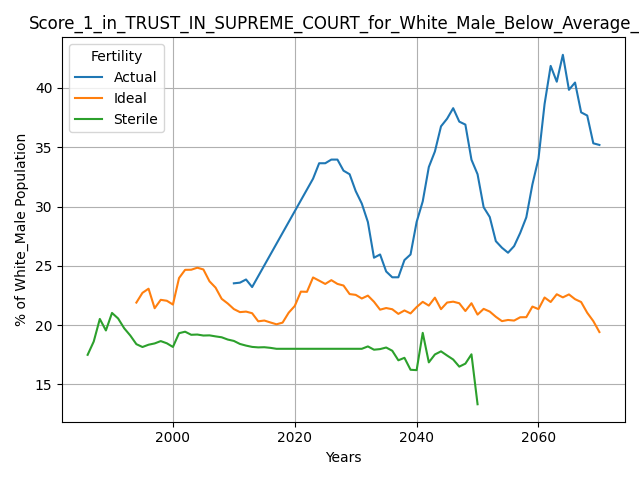 Score_1_in_TRUST_IN_SUPREME_COURT_for_White_Male_Below_Average_
Fertility
Actual
Ideal
Sterile
% of White_Male Population
40
35
30
25
20
15
2000
2020
2040
2060
Years